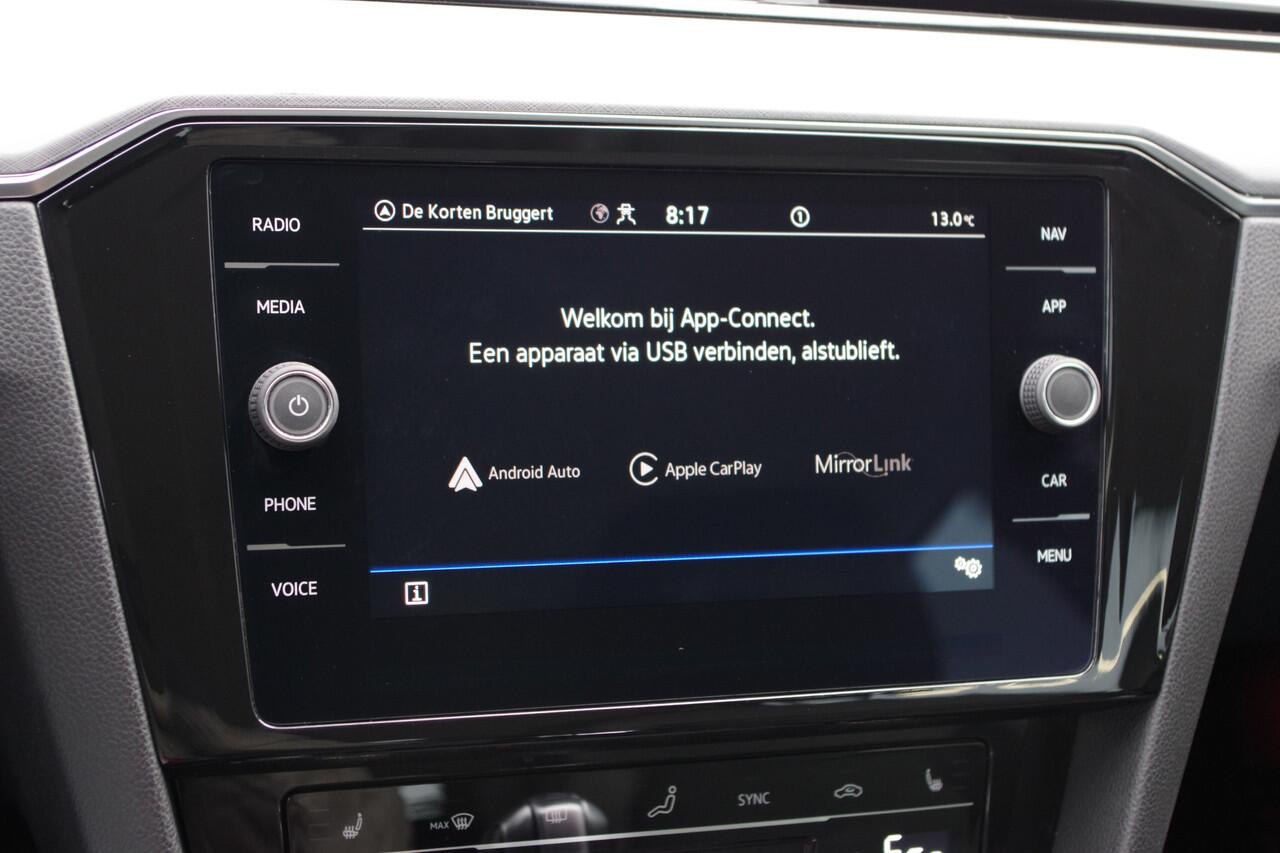 RADIO
MEDIA
PHONE
VOICE
De Korten Bruggert 8:17 1 13.0°C
Welkom bij App-Connect.
Een apparaat via USB verbinden, alstublieft.
Android Auto Apple CarPlay MirrorLink
i
NAV
APP
CAR
MENU
MAX SYNC